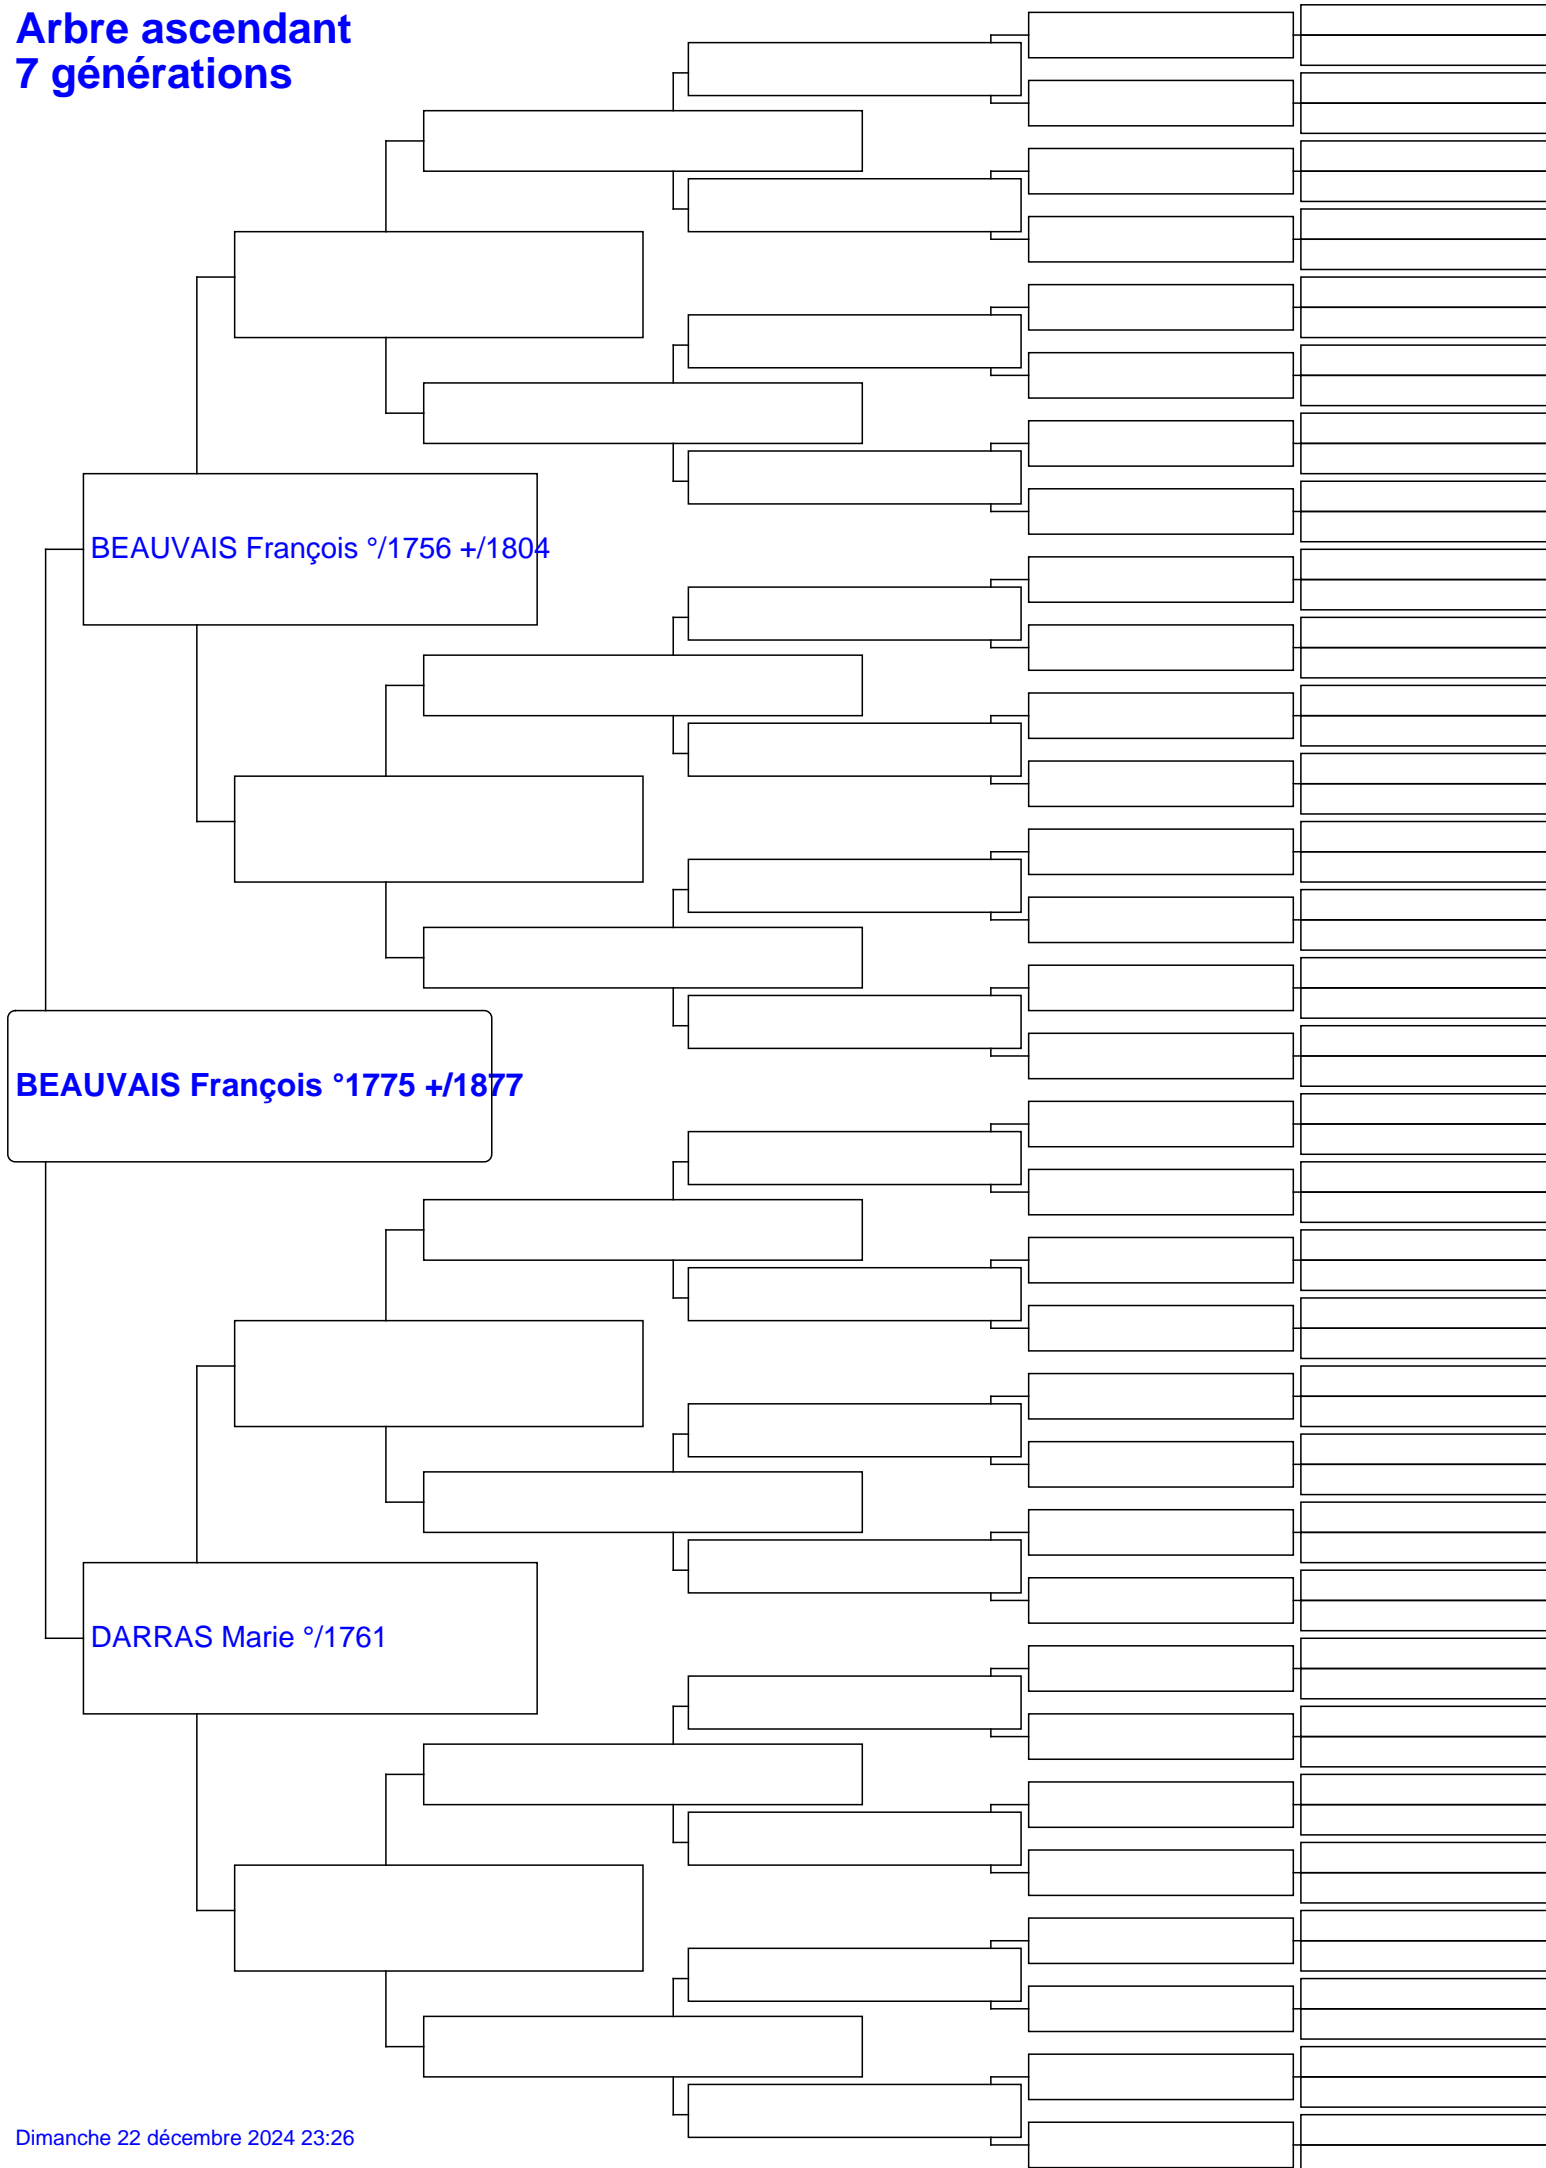 Arbre ascendant
7 générations
BEAUVAIS François °/1756 +/1804
BEAUVAIS François °1775 +/1877
DARRAS Marie °/1761
Dimanche 22 décembre 2024 23:26